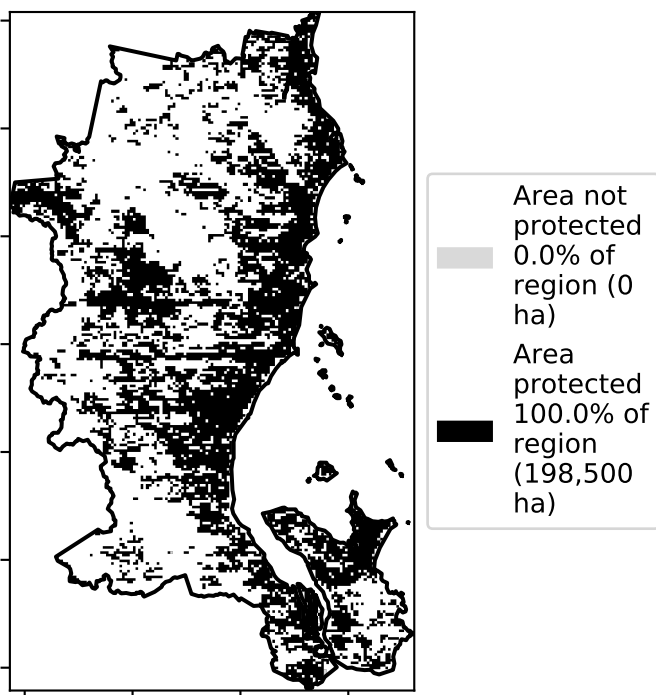 Area not
protected
0.0% of
region (0
ha)
Area
protected
100.0% of
region
(198,500
ha)